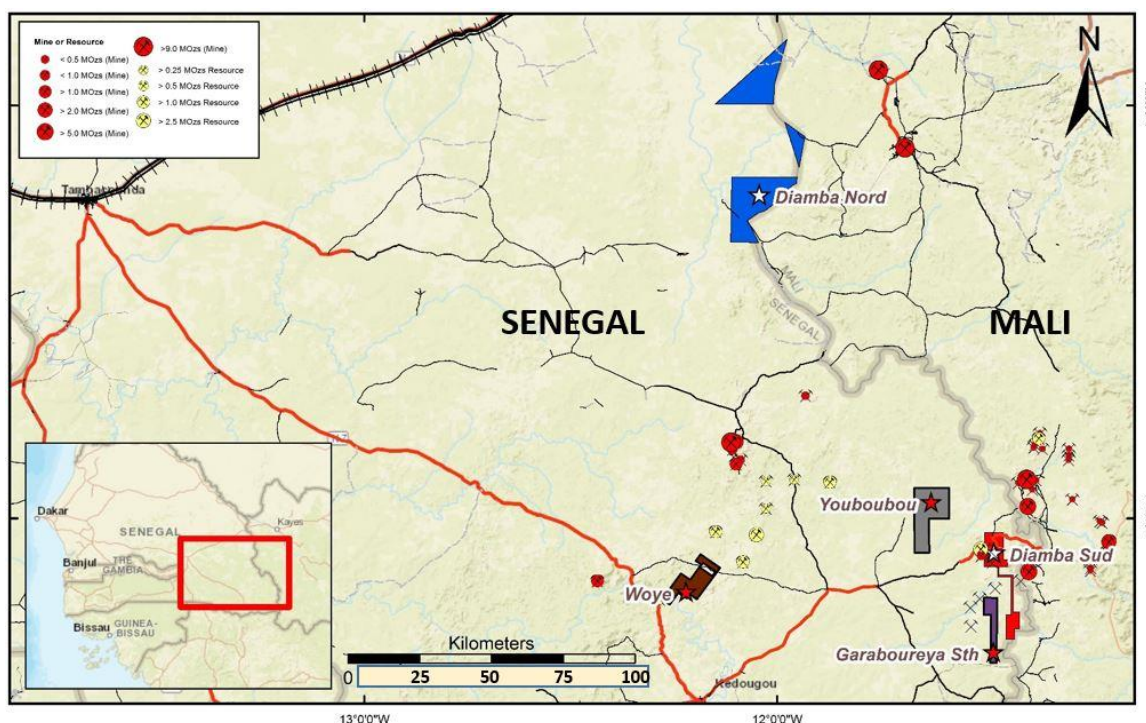 Mine or Resource
< 0.5 MOzs (Mine)
< 1.0 MOzs (Mine)
> 1.0 MOzs (Mine)
> 2.0 MOzs (Mine)
> 5.0 MOzs (Mine)
>9.0 MOZs (Mine)
> 0.25 MOzs Resource
> 0.5 MOzs Resource
> 1.0 MOzs Resource
> 2.5 MOzs Resource
N
Diamba Nord
MALI
SENEGAL
SENEGAL
MALI
Youboubou
Diamba Sud
Woye
Garaboureya Sth
Kédougou
Kilometers
0 25 50 75 100
Dakar
SENEGAL
Kayes
Banjul
THE
GAMBIA
Bissau
GUINEA-
BISSAU
13°0'0"W
12°0'0"W